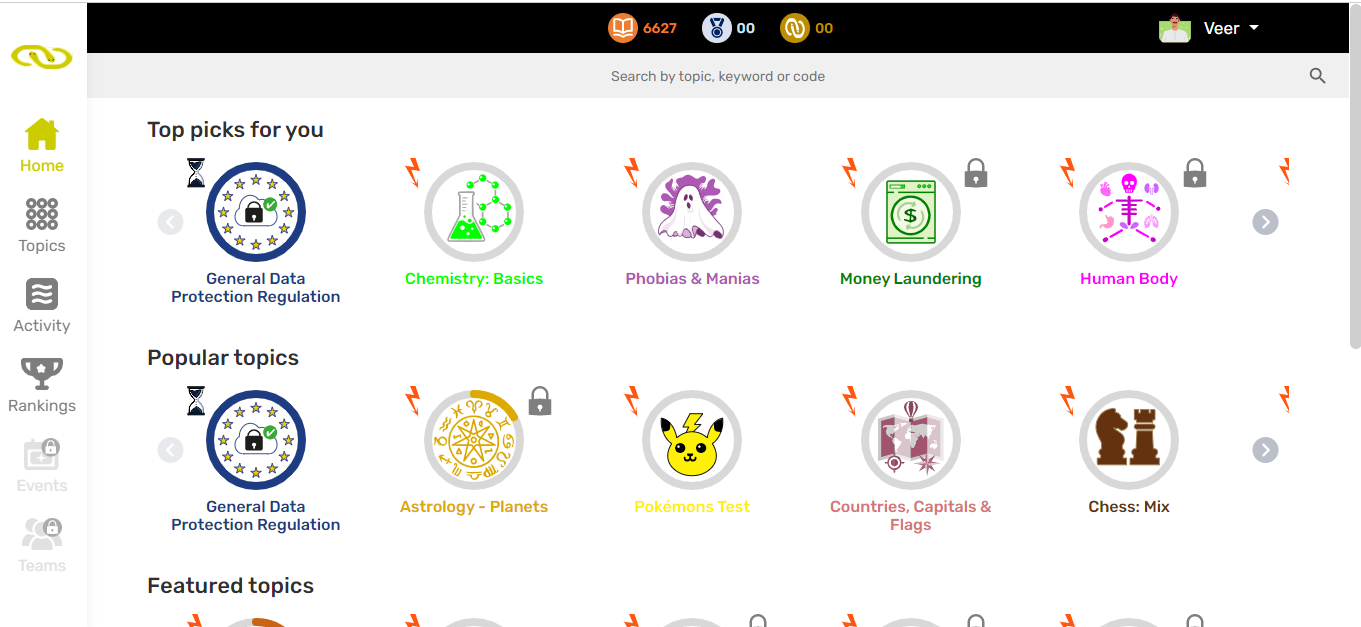 6627
00
00
Veer
Search by topic, keyword or code
Home
Topics
Activity
Rankings
Events
Teams
Top picks for you
General Data
Protection Regulation
Chemistry: Basics
Phobias & Manias
$
Money Laundering
Human Body
Popular topics
General Data
Protection Regulation
Astrology - Planets
Pokémons Test
Countries, Capitals &
Flags
Chess: Mix
Featured topics